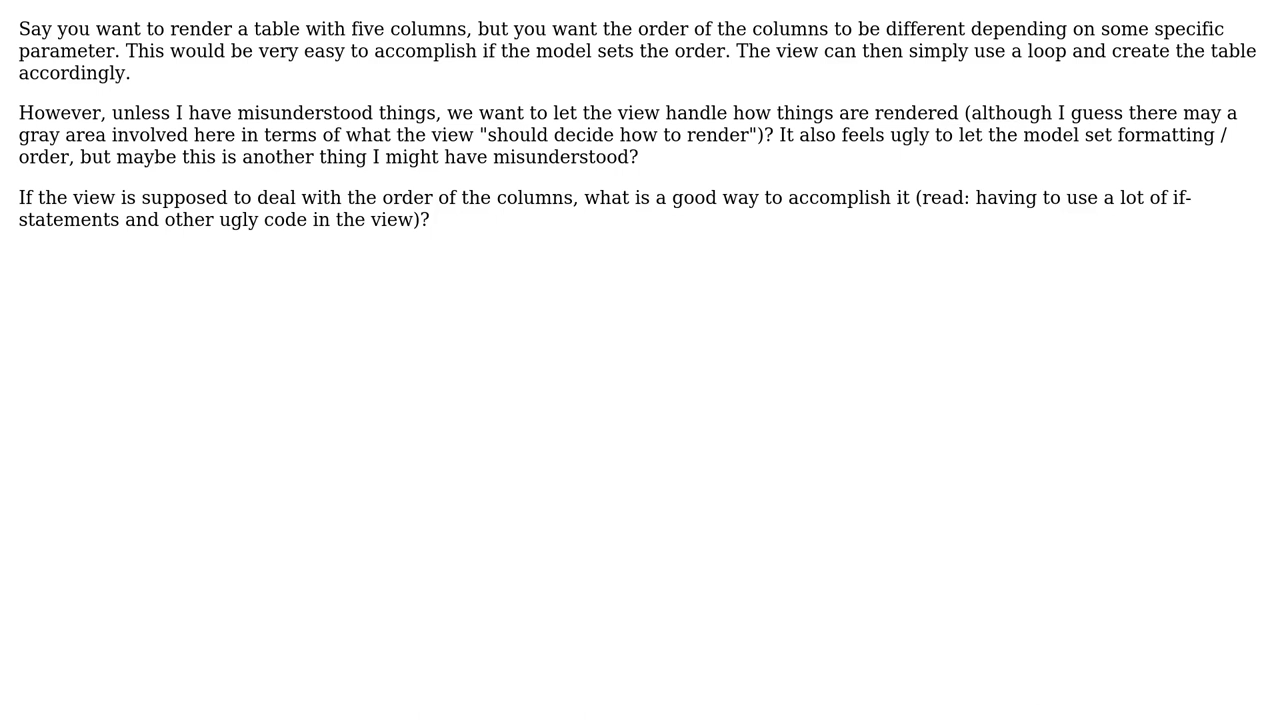 Say you want to render a table with five columns, but you want the order of the columns to be different depending on some specific
parameter. This would be very easy to accomplish if the model sets the order. The view can then simply use a loop and create the table
accordingly.
However, unless I have misunderstood things, we want to let the view handle how things are rendered (although I guess there may a
gray area involved here in terms of what the view "should decide how to render")? It also feels ugly to let the model set formatting /
order, but maybe this is another thing I might have misunderstood?
If the view is supposed to deal with the order of the columns, what is a good way to accomplish it (read: having to use a lot of if-
statements and other ugly code in the view)?